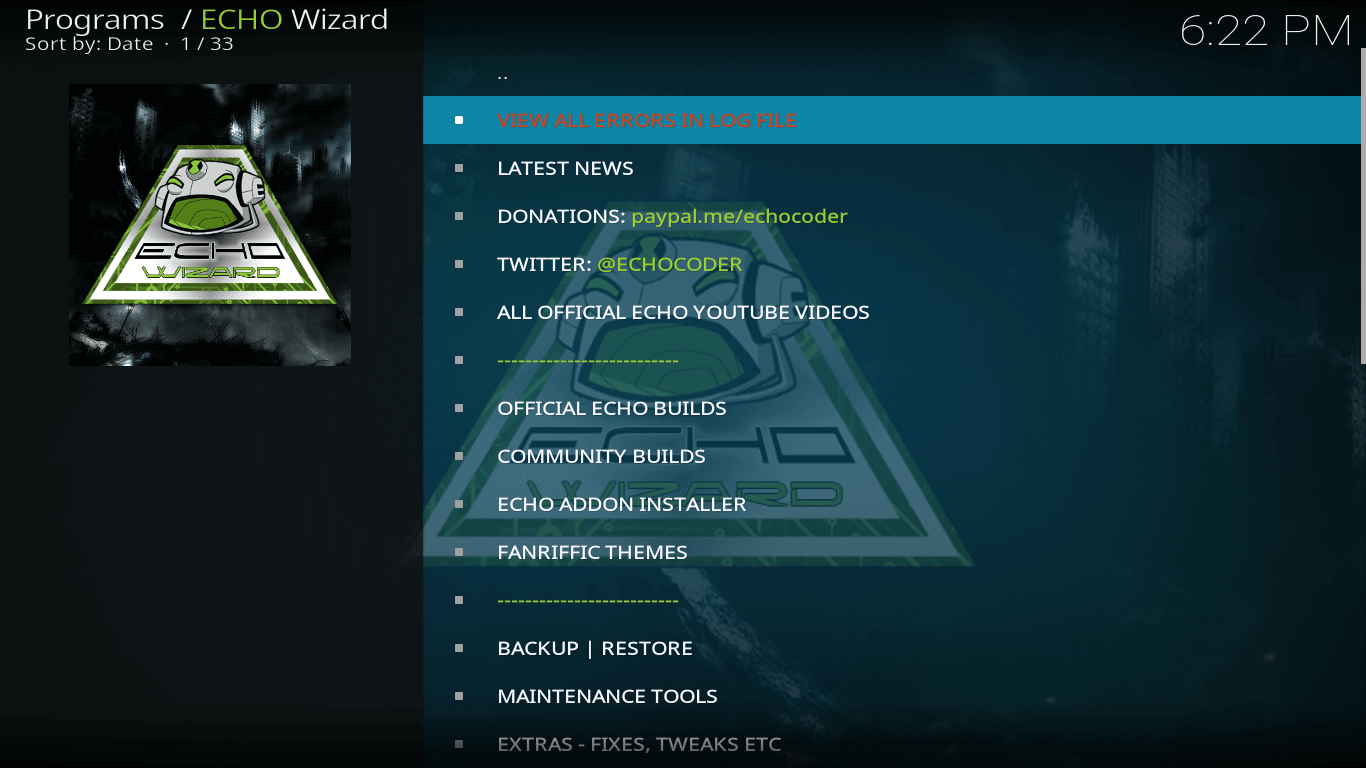 Programs / ECHO Wizard
Sort by: Date · 1 / 33
6:22 PM
ECHO
WIZARD
..
VIEW ALL ERRORS IN LOG FILE
LATEST NEWS
DONATIONS: paypal.me/echocoder
TWITTER: @ECHOCODER
ALL OFFICIAL ECHO YOUTUBE VIDEOS
--------------------------
OFFICIAL ECHO BUILDS
COMMUNITY BUILDS
ECHO ADDON INSTALLER
FANRIFFIC THEMES
--------------------------
BACKUP | RESTORE
MAINTENANCE TOOLS
EXTRAS - FIXES, TWEAKS ETC
ECHO
WIZARD